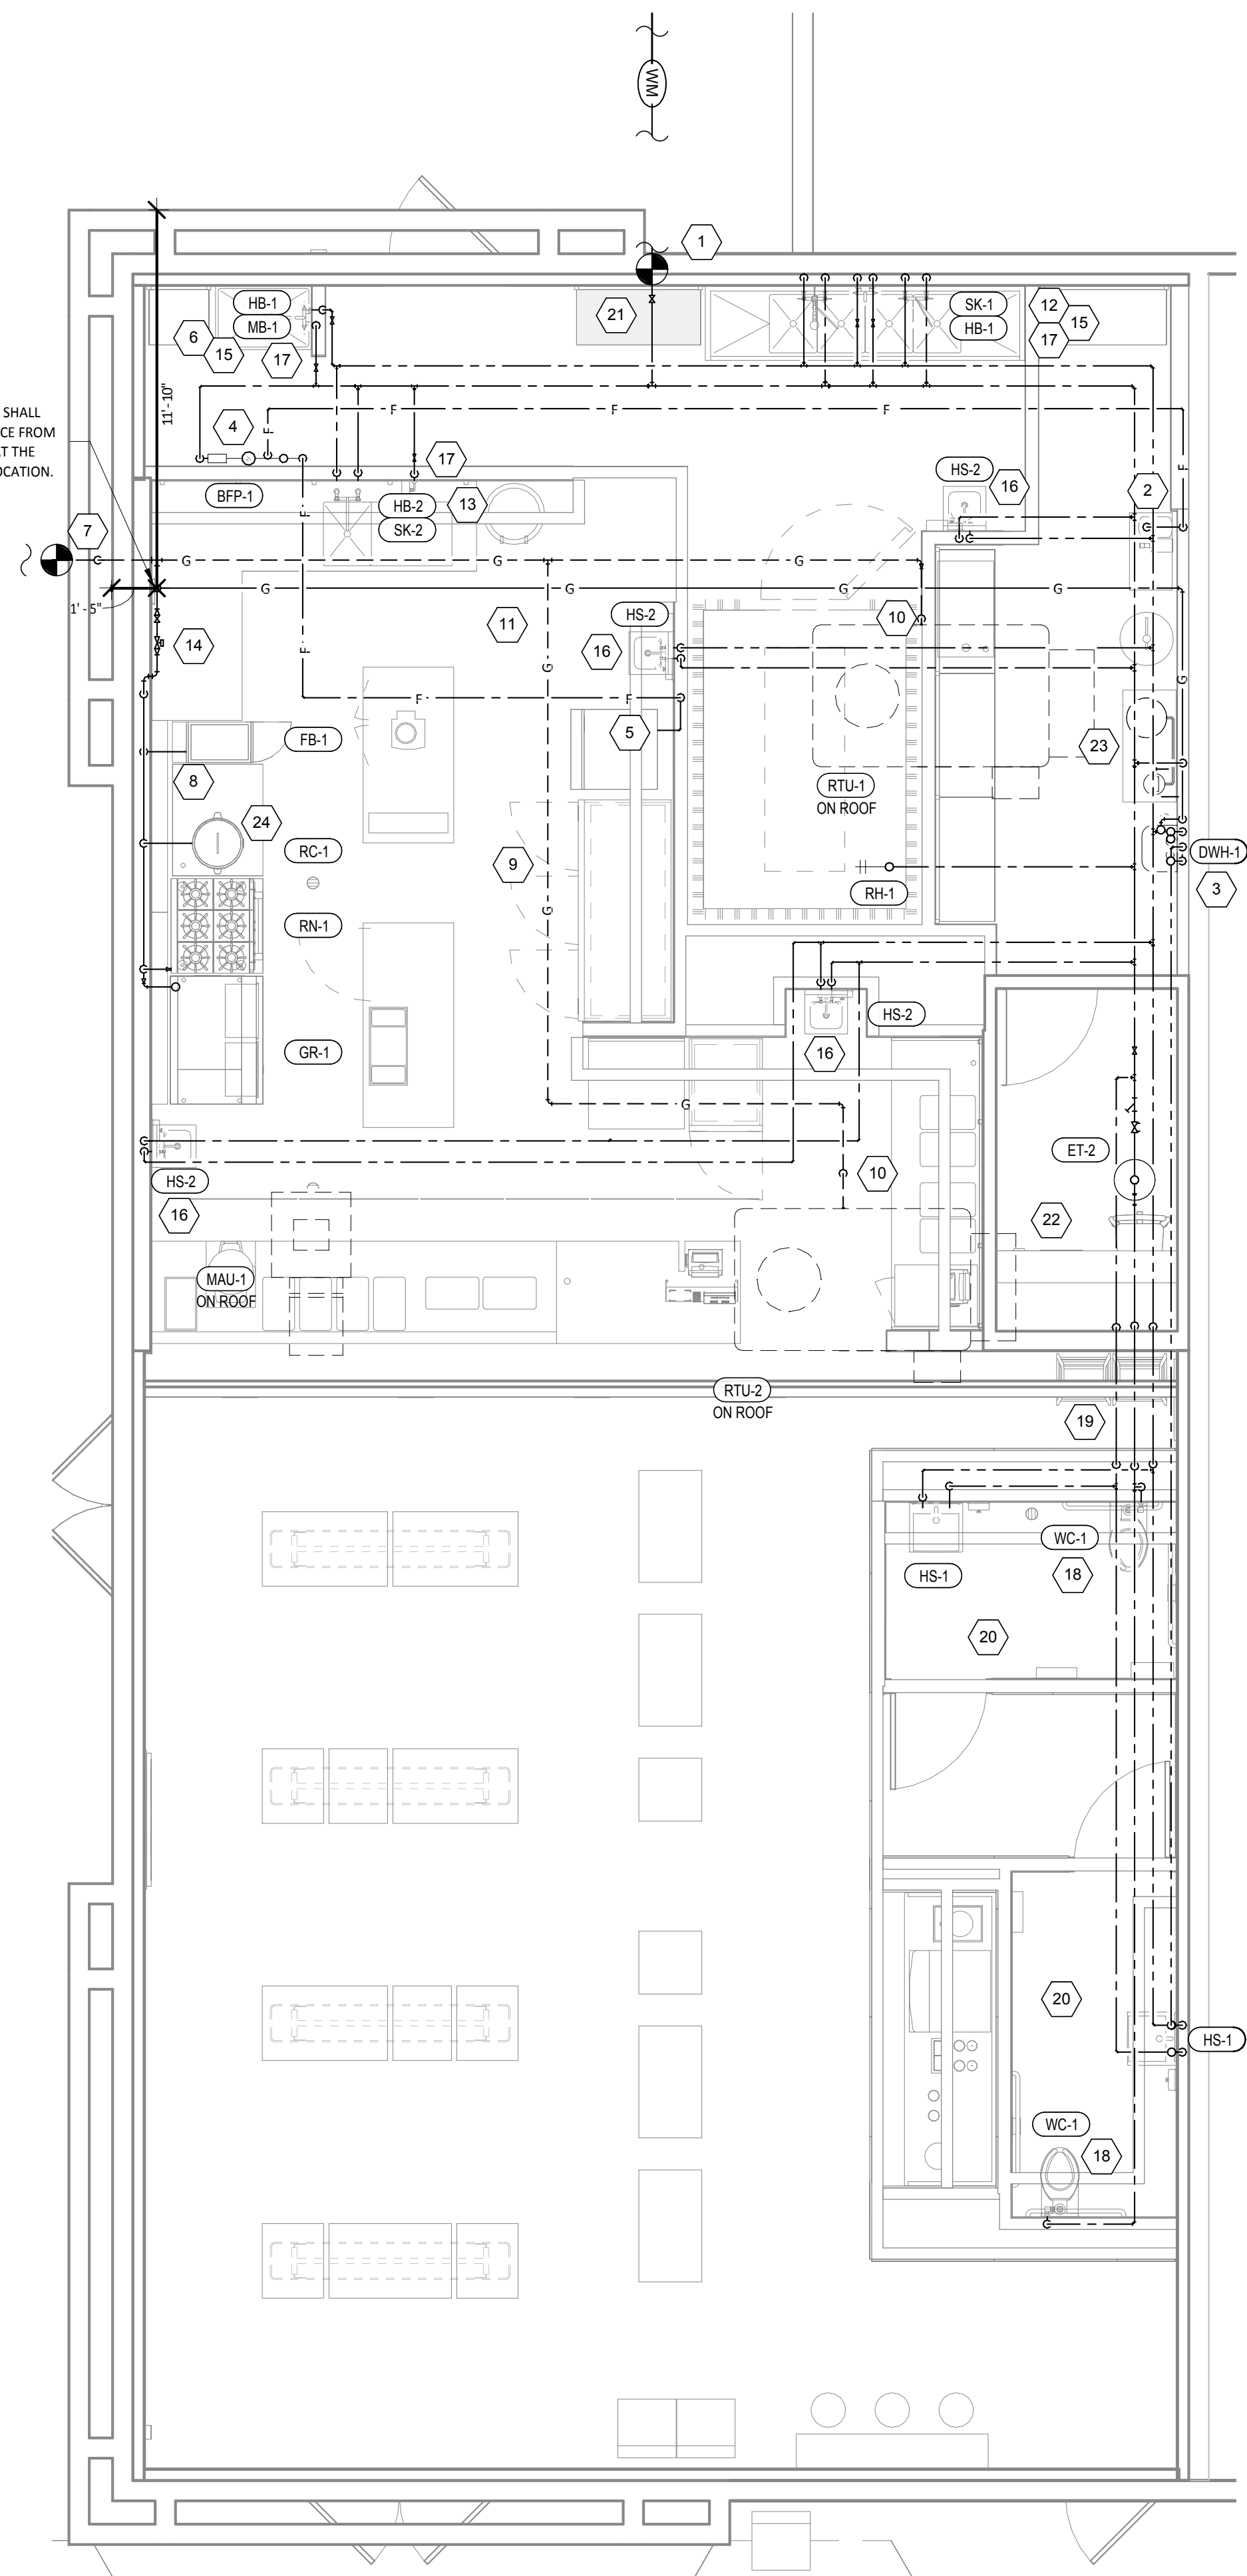 WM
1
HB-1
MB-1
6
15
17
21
SK-1
HB-1
12
15
17
11'-10"
SHALL
CE FROM
AT THE
OCATION.
4
F
F
F
F
F
BFP-1
17
HB-2
SK-2
13
HS-2
16
2
7
G
G
G
G
G
G
G
G
1' - 5"
14
11
HS-2
16
10
F
F
F
5
G
G
FB-1
8
24
23
RTU-1
ON ROOF
RC-1
9
DWH-1
3
RN-1
G
RH-1
HS-2
16
GR-1
G
ET-2
10
HS-2
16
22
MAU-1
ON ROOF
RTU-2
ON ROOF
19
WC-1
18
HS-1
20
20
HS-1
WC-1
18